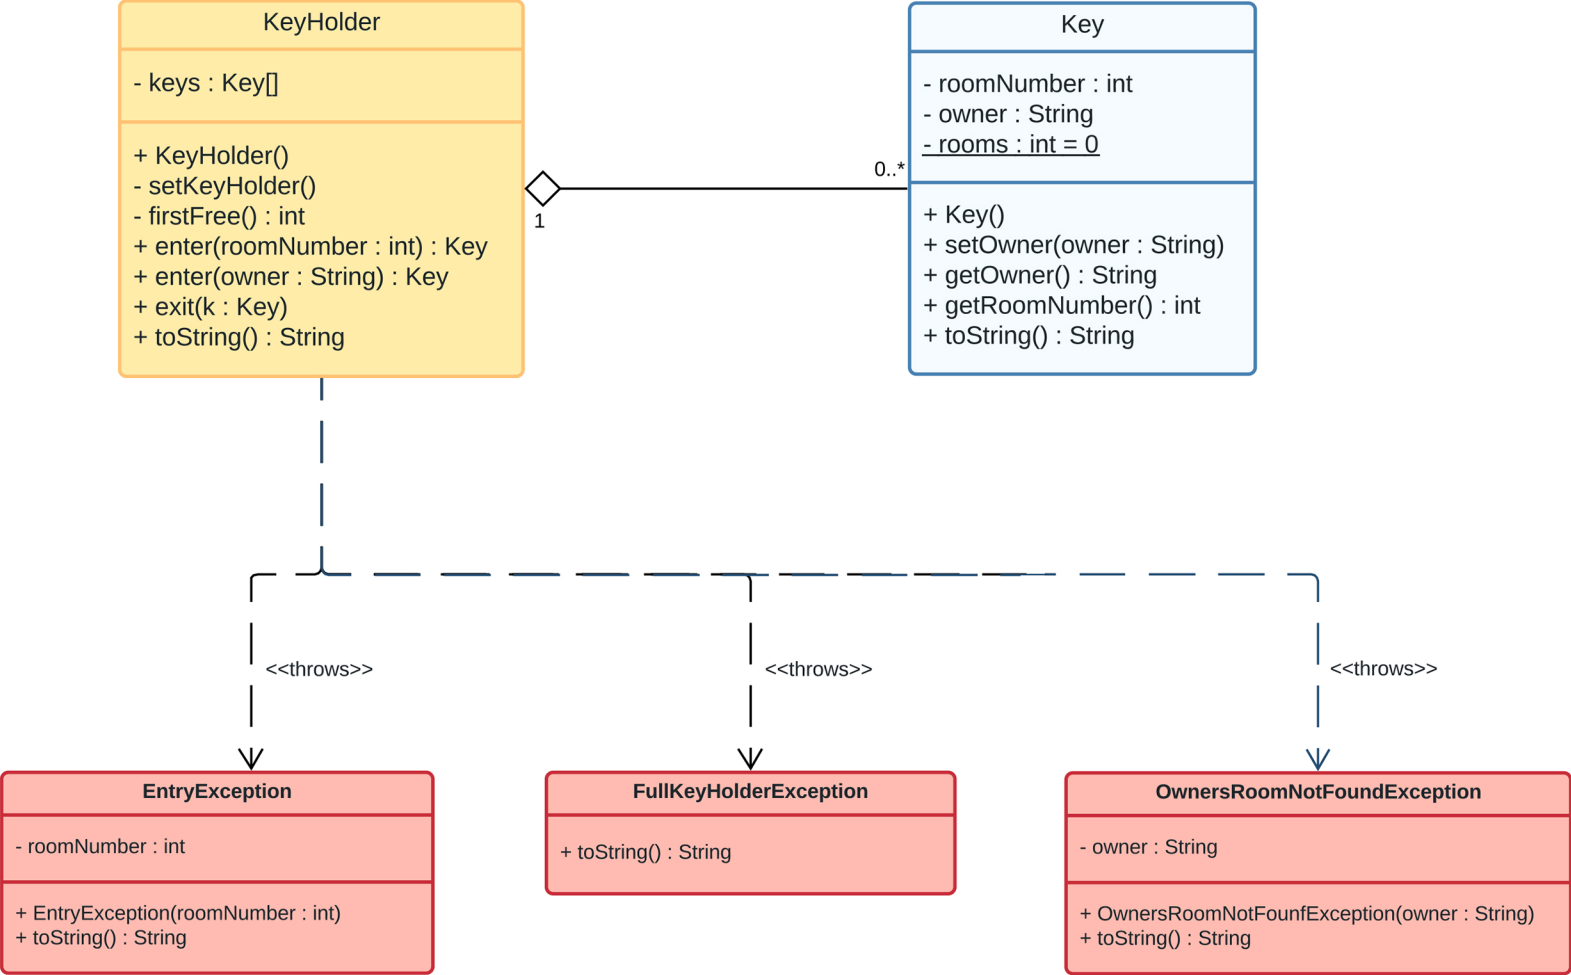 KeyHolder
- keys : Key[]
+ KeyHolder()
- setKeyHolder()
- firstFree() : int
+ enter(roomNumber : int) : Key
+ enter(owner : String) : Key
+ exit(k : Key)
+ toString() : String
1
0..*
Key
- roomNumber : int
- owner : String
- rooms : int = 0
+ Key()
+ setOwner(owner : String)
+ getOwner() : String
+ getRoomNumber() : int
+ toString() : String
<<throws>>
<<throws>>
<<throws>>
EntryException
- roomNumber : int
+ EntryException(roomNumber : int)
+ toString() : String
FullKeyHolderException
+ toString() : String
OwnersRoomNotFoundException
- owner : String
+ OwnersRoomNotFounfException(owner : String)
+ toString() : String